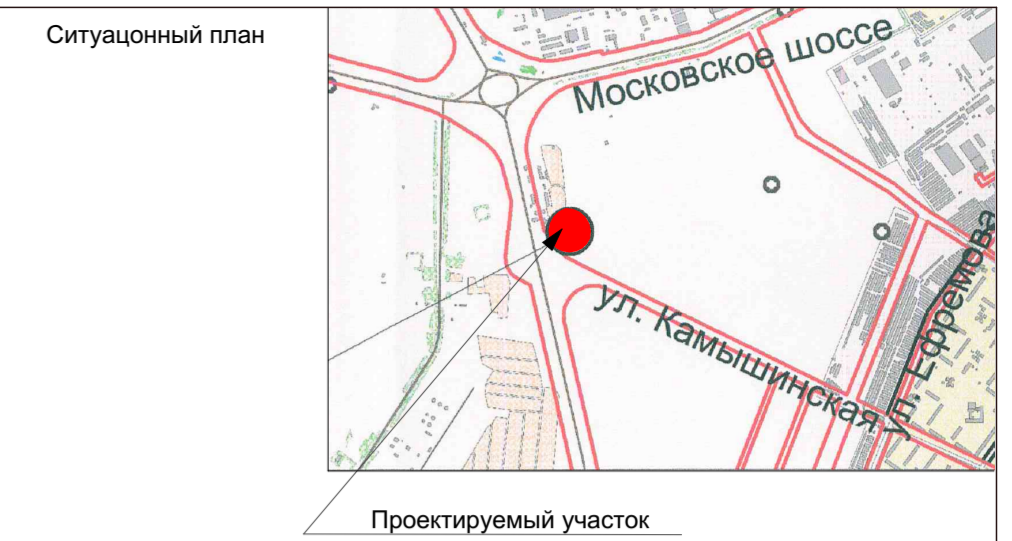 Ситуацонный план
Московское шоссе
ул. Камышинская
ул. Ефремова
Проектируемый участок